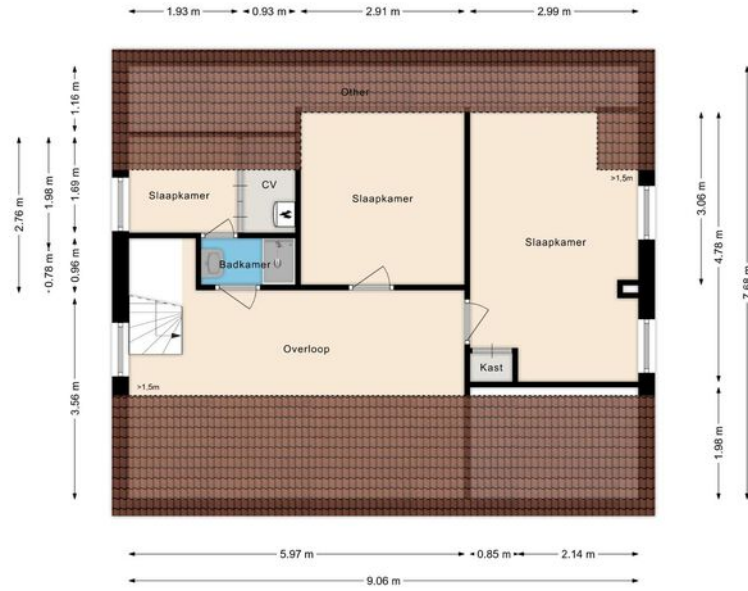 1.93 m
0.93 m
2.91 m
2.99 m
Other
1.16 m
1.69 m
0.96 m
3.56 m
1.98 m
0.78 m
2.76 m
Slaapkamer
CV
Slaapkamer
>1,5m
Slaapkamer
Badkamer
Overloop
Kast
>1,5m
3.06 m
4.78 m
1.98 m
7.68 m
5.97 m
0.85 m
2.14 m
9.06 m